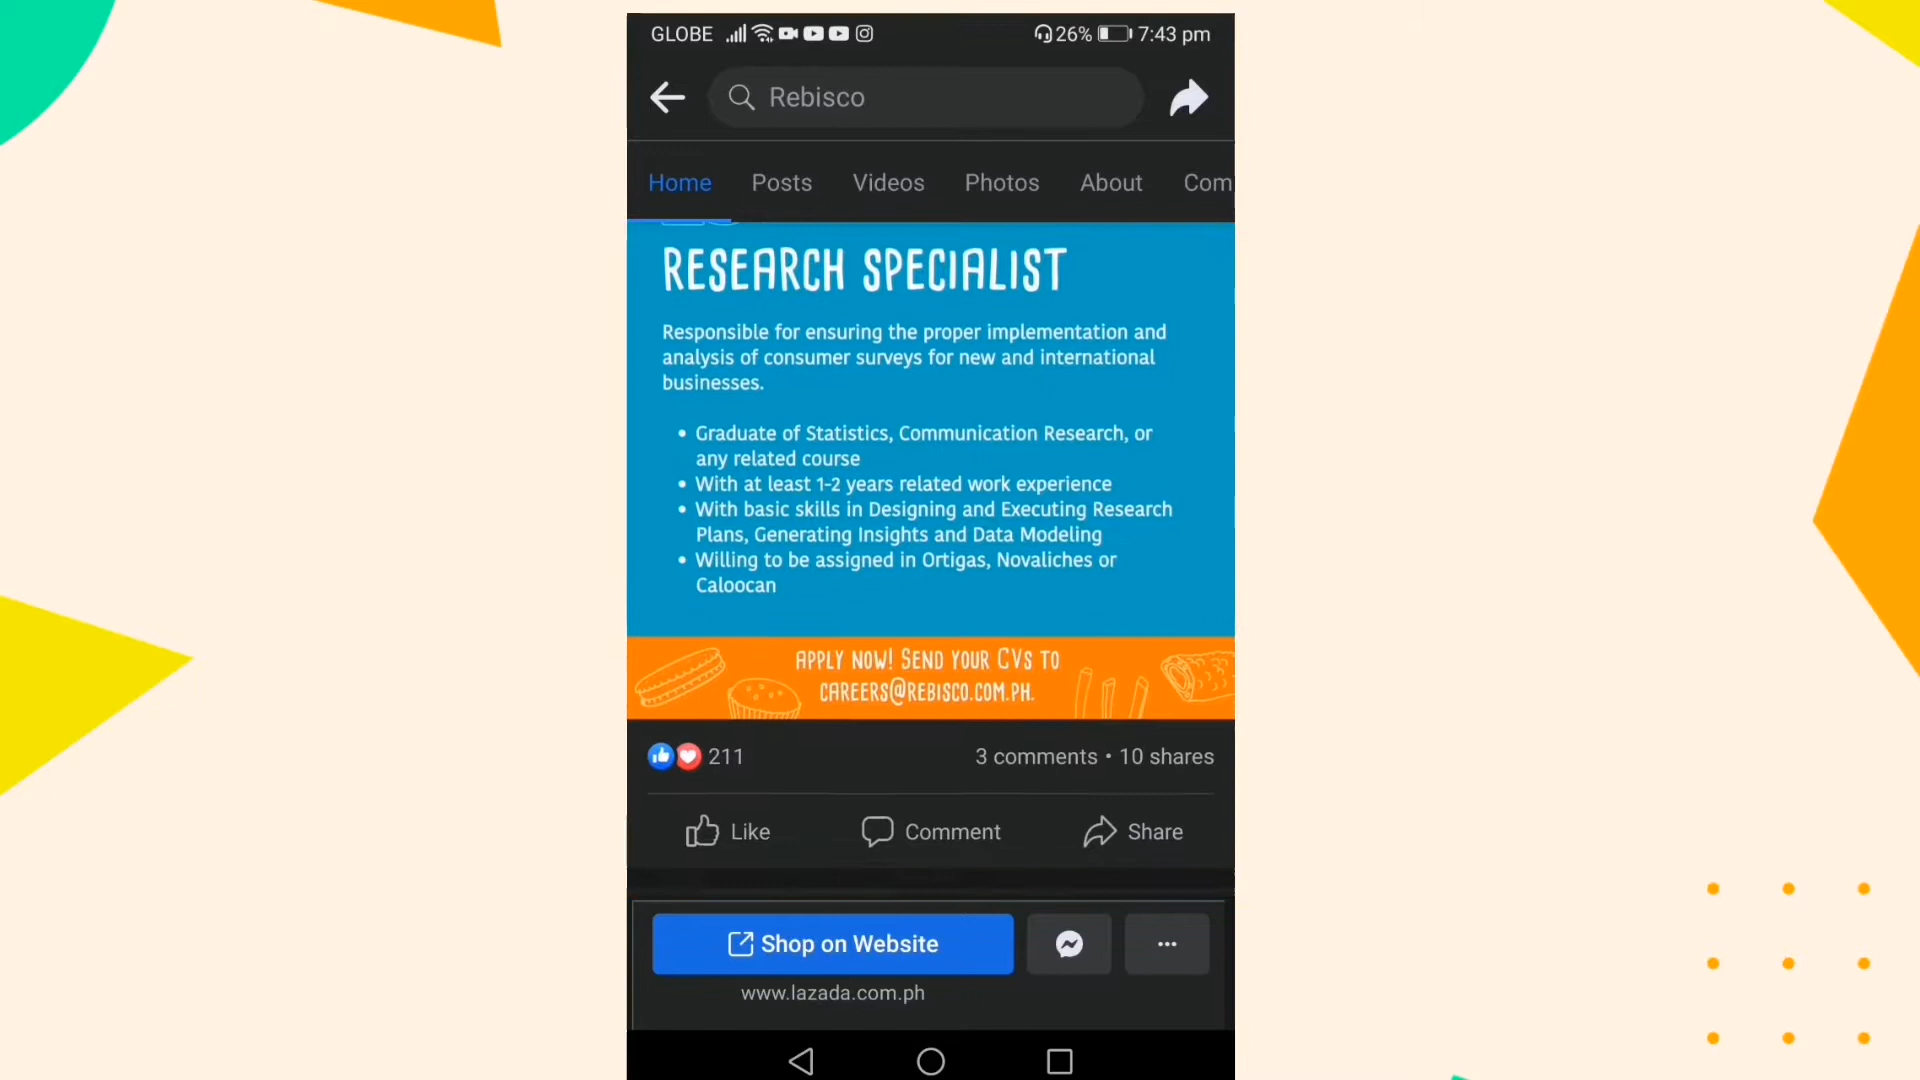 GLOBE 26% 7:43 pm
Rebisco
Home Posts Videos Photos About Com
RESEARCH SPECIALIST
Responsible for ensuring the proper implementation and
analysis of consumer surveys for new and international
businesses.
• Graduate of Statistics, Communication Research, or
any related course
• With at least 1-2 years related work experience
• With basic skills in Designing and Executing Research
Plans, Generating Insights and Data Modeling
• Willing to be assigned in Ortigas, Novaliches or
Caloocan
APPLY NOW! SEND YOUR CVS TO
CAREERS@REBISCO.COM.PH.
211 3 comments • 10 shares
Like Comment Share
Shop on Website
www.lazada.com.ph